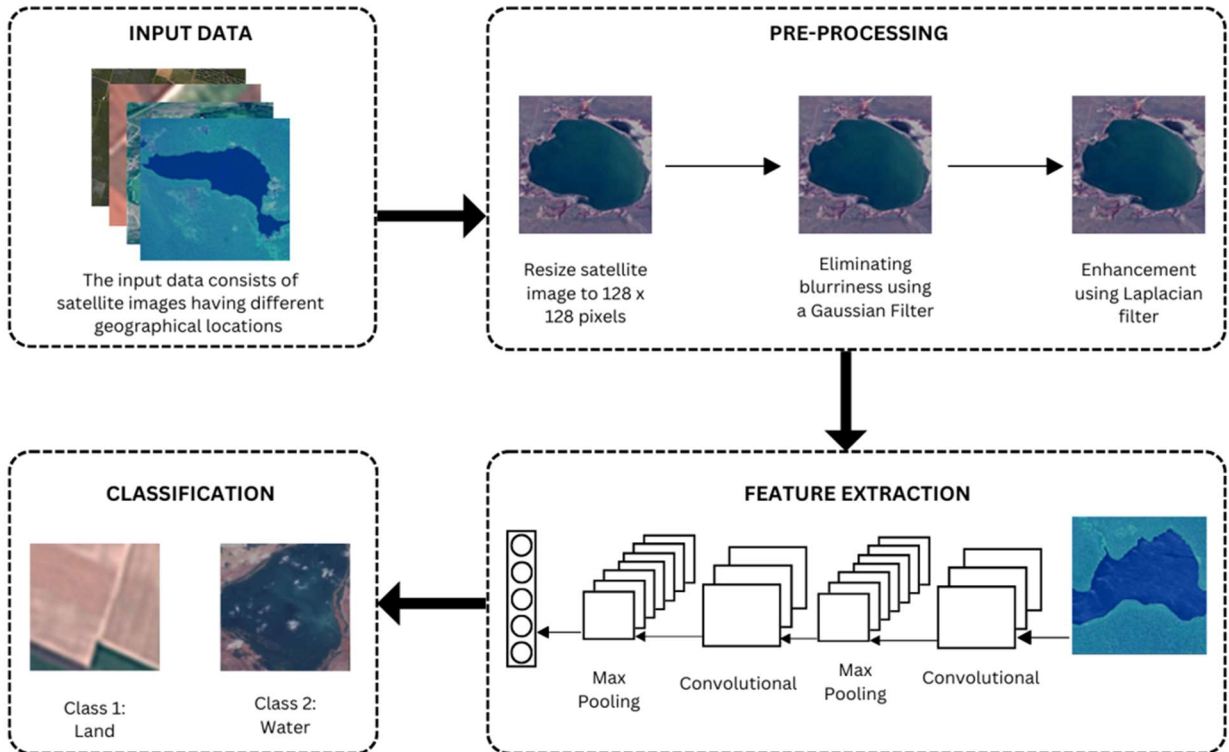 INPUT DATA
The input data consists of
satellite images having different
geographical locations
PRE-PROCESSING
Resize satellite
image to 128 x
128 pixels
Eliminating
blurriness using
a Gaussian Filter
Enhancement
using Laplacian
filter
CLASSIFICATION
Class 1:
Land
Class 2:
Water
FEATURE EXTRACTION
Max
Pooling
Convolutional
Max
Pooling
Convolutional